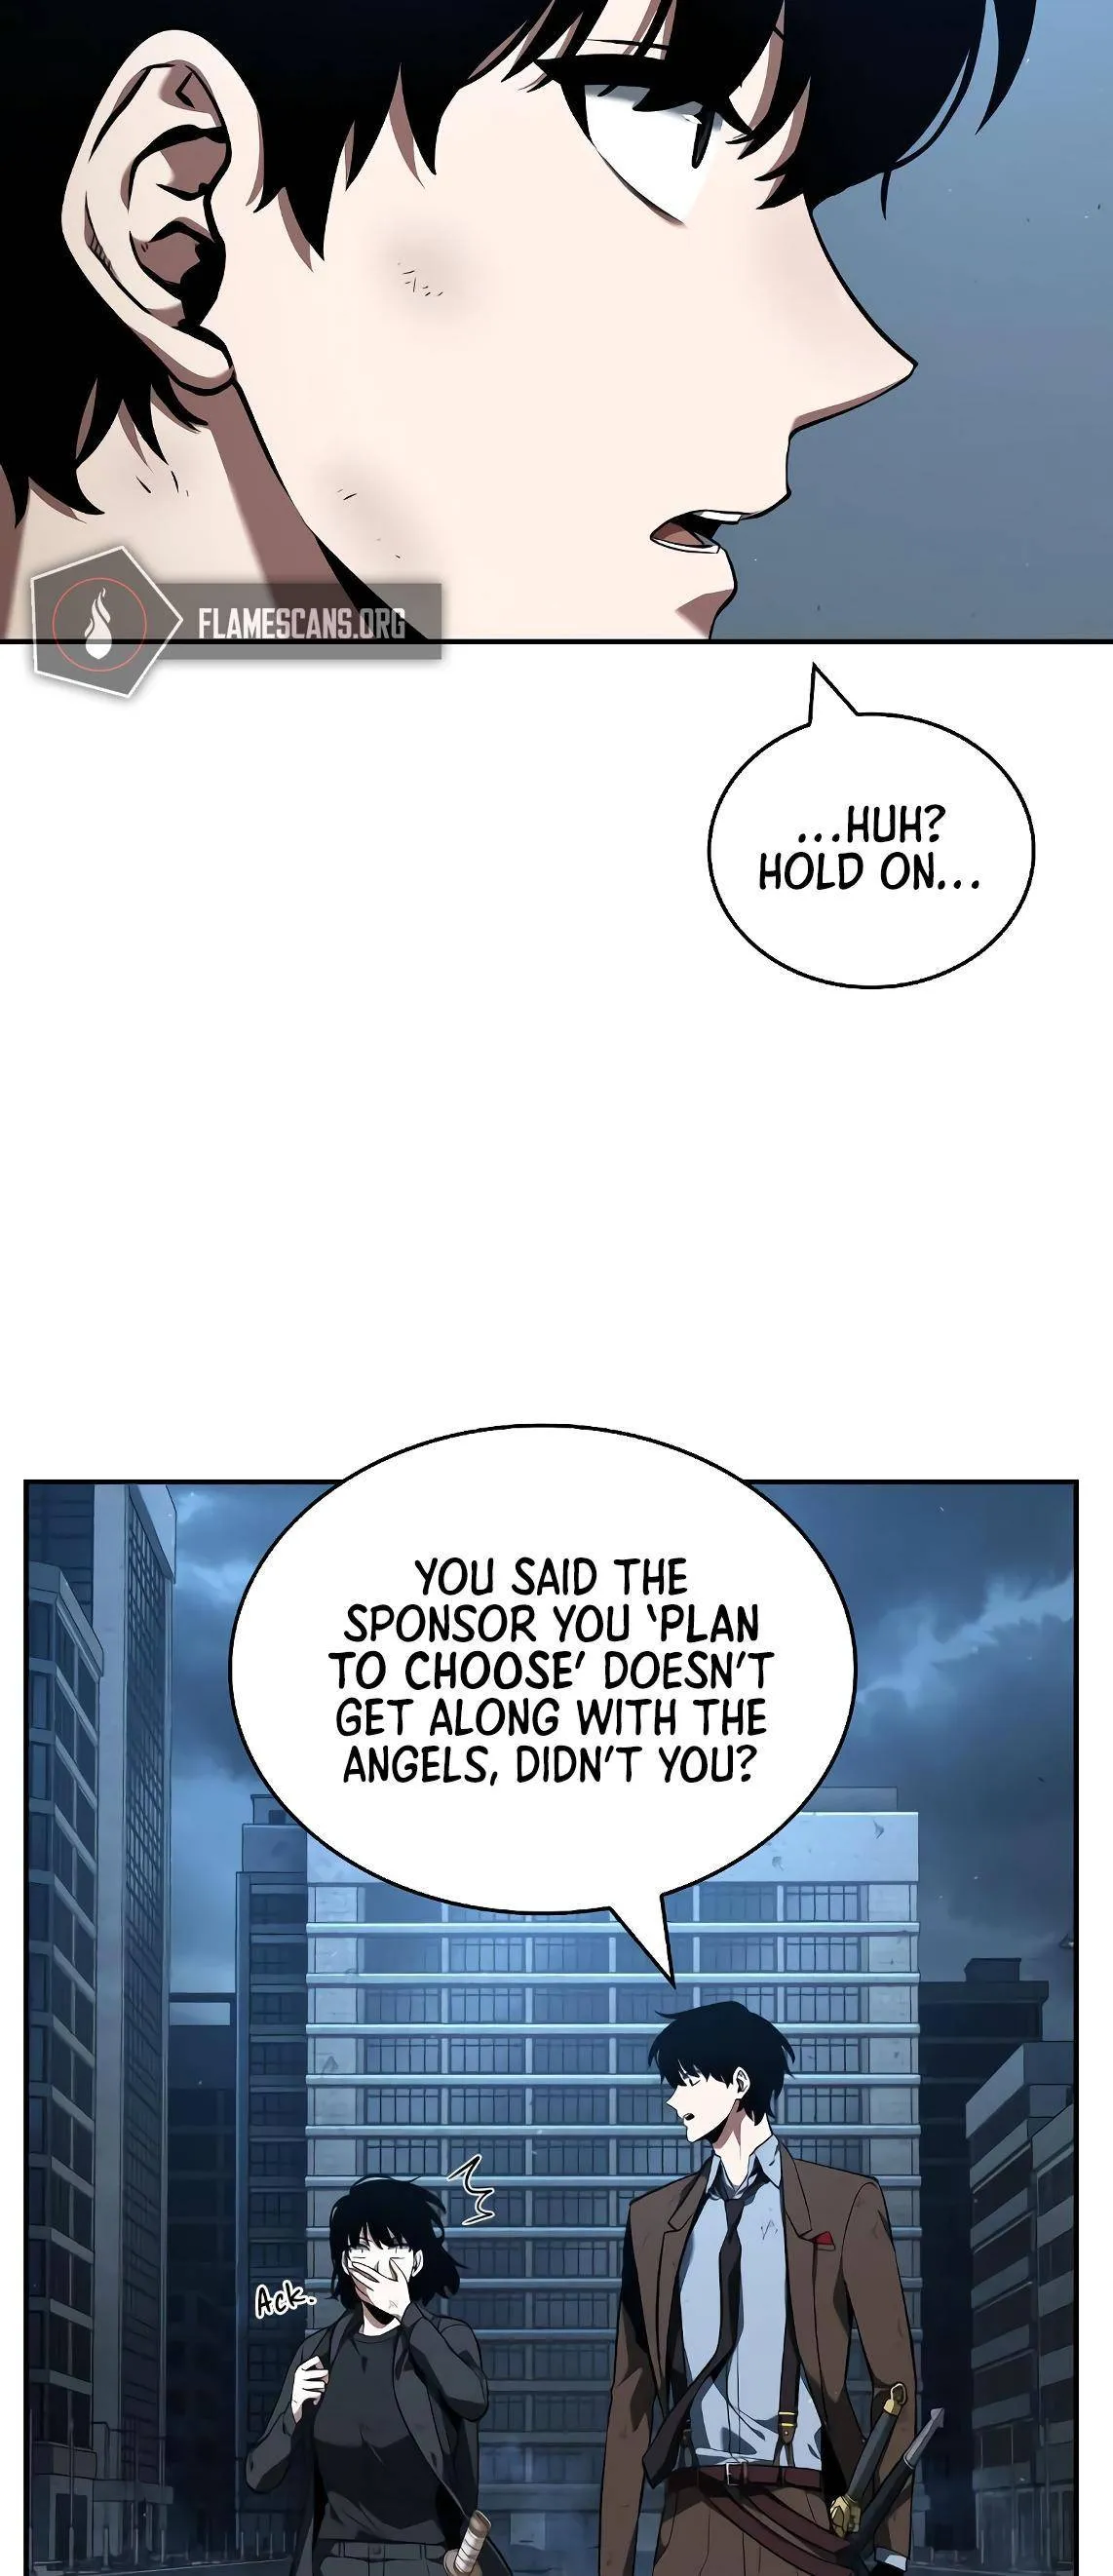 FLAMESCANS.ORG
...HUH?
HOLD ON...
YOU SAID THE
SPONSOR YOU 'PLAN
TO CHOOSE' DOESN'T
GET ALONG WITH THE
ANGELS, DIDN'T YOU?
Ack.